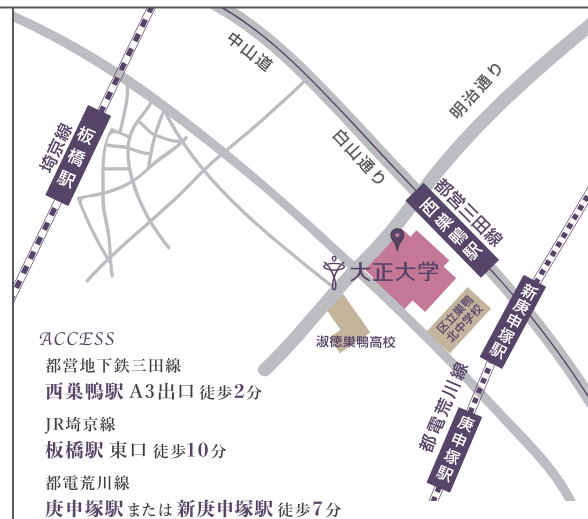 中山道
明治通り
白山通り
埼京線
板橋駅
都営三田線
西巣鴨駅
大正大学
区立巣鴨
北中学校
新庚申塚駅
淑徳巣鴨高校
都電荒川線
庚申塚駅
ACCESS
都営地下鉄三田線
西巣鴨駅 A3出口 徒歩2分
JR埼京線
板橋駅 東口 徒歩10分
都電荒川線
庚申塚駅 または 新庚申塚駅 徒歩7分